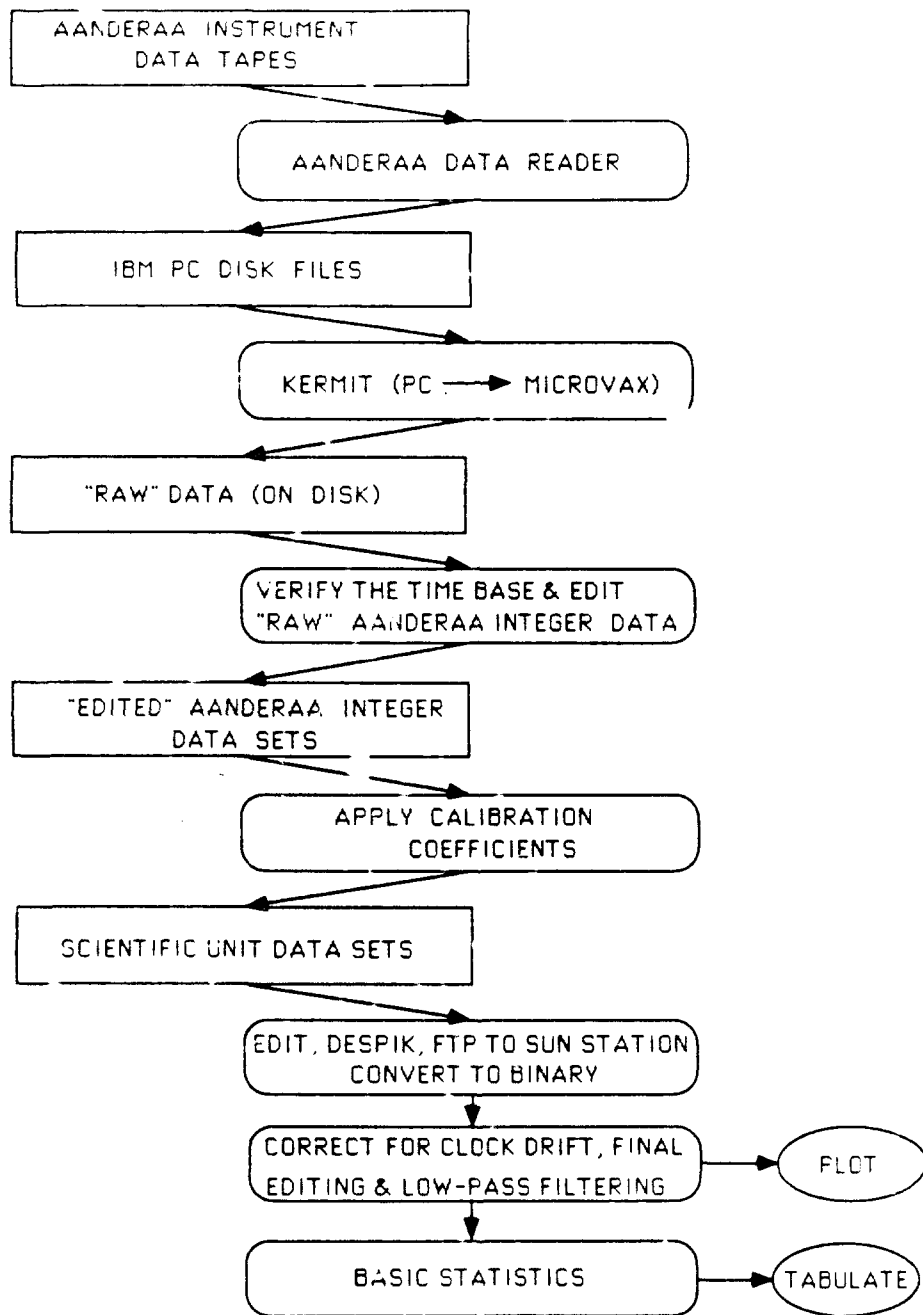 AANDERAA INSTRUMENT
DATA TAPES
AANDERAA DATA READER
IBM PC DISK FILES
KERMIT (PC → MICROVAX)
"RAW" DATA (ON DISK)
VERIFY THE TIME BASE & EDIT
"RAW" AANDERAA INTEGER DATA
"EDITED" AANDERAA INTEGER
DATA SETS
APPLY CALIBRATION
COEFFICIENTS
SCIENTIFIC UNIT DATA SETS
EDIT, DESPIK, FTP TO SUN STATION
CONVERT TO BINARY
CORRECT FOR CLOCK DRIFT, FINAL
EDITING & LOW-PASS FILTERING
PLOT
BASIC STATISTICS
TABULATE